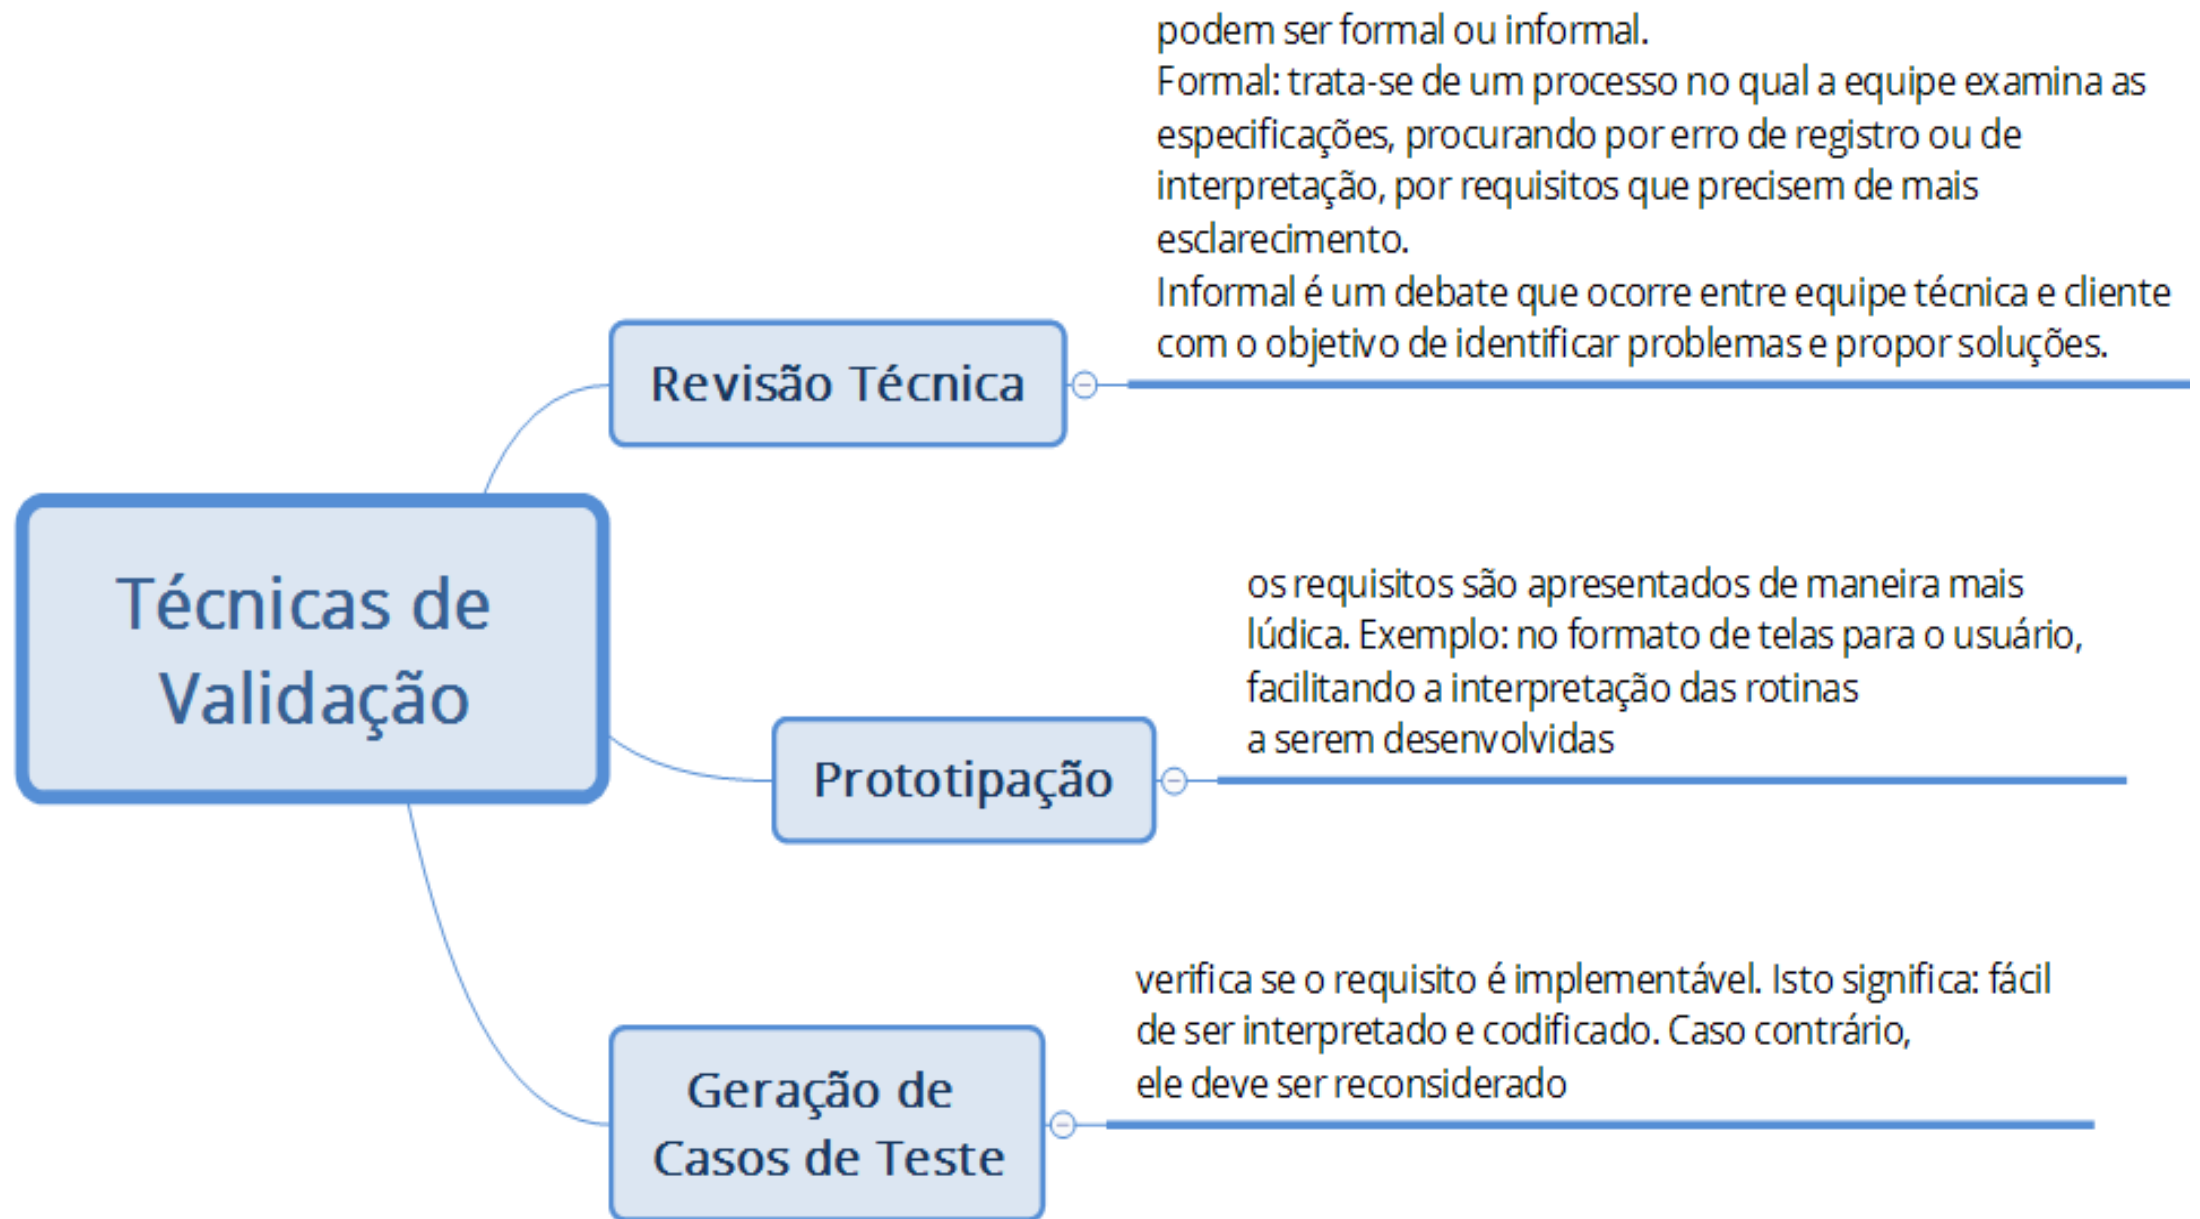 podem ser formal ou informal.
Formal: trata-se de um processo no qual a equipe examina as
especificações, procurando por erro de registro ou de
interpretação, por requisitos que precisem de mais
esclarecimento.
Informal é um debate que ocorre entre equipe técnica e cliente
com o objetivo de identificar problemas e propor soluções.
Revisão Técnica
Técnicas de
Validação
os requisitos são apresentados de maneira mais
lúdica. Exemplo: no formato de telas para o usuário,
facilitando a interpretação das rotinas
a serem desenvolvidas
Prototipação
verifica se o requisito é implementável. Isto significa: fácil
de ser interpretado e codificado. Caso contrário,
ele deve ser reconsiderado
Geração de
Casos de Teste